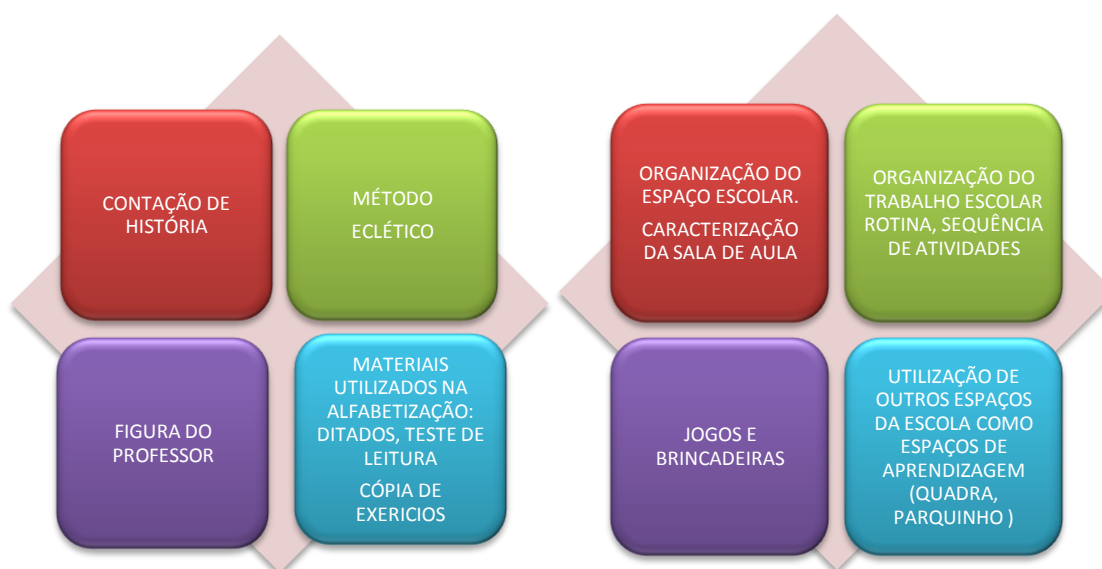 CONTAÇÃO DE
HISTÓRIA
MÉTODO
ECLÉTICO
FIGURA DO
PROFESSOR
MATERIAIS
UTILIZADOS NA
ALFABETIZAÇÃO:
DITADOS, TESTE DE
LEITURA
CÓPIA DE
EXERICIOS
ORGANIZAÇÃO DO
ESPAÇO ESCOLAR.
CARACTERIZAÇÃO
DA SALA DE AULA
ORGANIZAÇÃO DO
TRABALHO ESCOLAR
ROTINA, SEQUÊNCIA
DE ATIVIDADES
JOGOS E
BRINCADEIRAS
UTILIZAÇÃO DE
OUTROS ESPAÇOS
DA ESCOLA COMO
ESPAÇOS DE
APRENDIZAGEM
(QUADRA,
PARQUINHO )